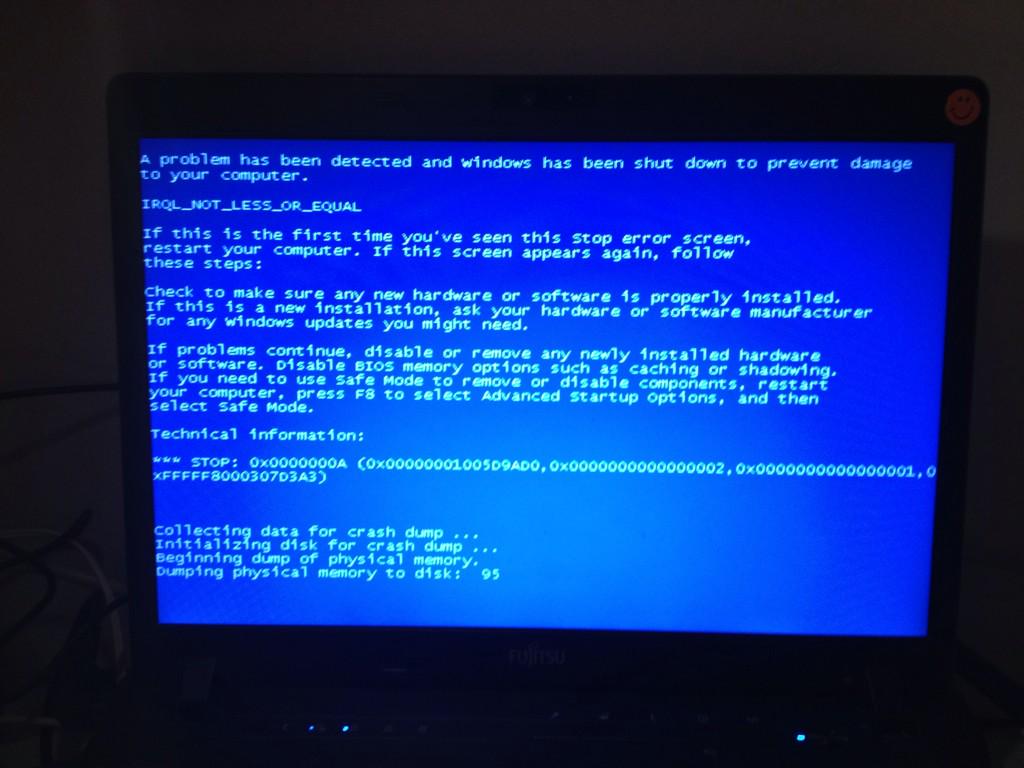 A problem has been detected and windows has been shut down to prevent damage
to your computer.
IRQL_NOT_LESS_OR_EQUAL
If this is the first time you've seen this Stop error screen,
restart your computer. If this screen appears again, follow
these steps:
Check to make sure any new hardware or software is properly installed.
If this is a new installation, ask your hardware or software manufacturer
for any windows updates you might need.
If problems continue, disable or remove any newly installed hardware
or software. Disable BIOS memory options such as caching or shadowing.
If you need to use Safe Mode to remove or disable components, restart
your computer, press F8 to select Advanced Startup Options, and then
select Safe Mode.
Technical information:
*** STOP: 0x0000000A (0x00000001005D9AD0,0x0000000000000002,0x0000000000000001,0
xFFFFF8000307D3A3)
Collecting data for crash dump ...
Initializing disk for crash dump ...
Beginning dump of physical memory.
Dumping physical memory to disk: 95
FUJITSU